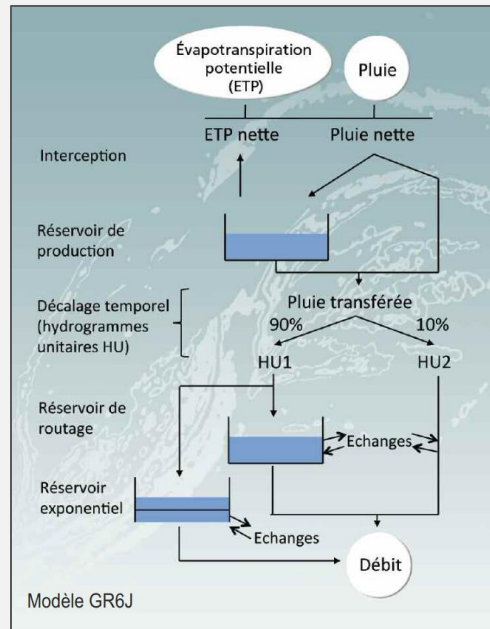 Évapotranspiration
potentielle
(ETP)
Pluie
ETP nette
Pluie nette
Interception
Réservoir de
production
Décalage temporel
(hydrogrammes
unitaires HU)
Pluie transférée
90%
10%
HU1
HU2
Réservoir de
routage
Echanges
Réservoir
exponentiel
Echanges
Débit
Modèle GR6J